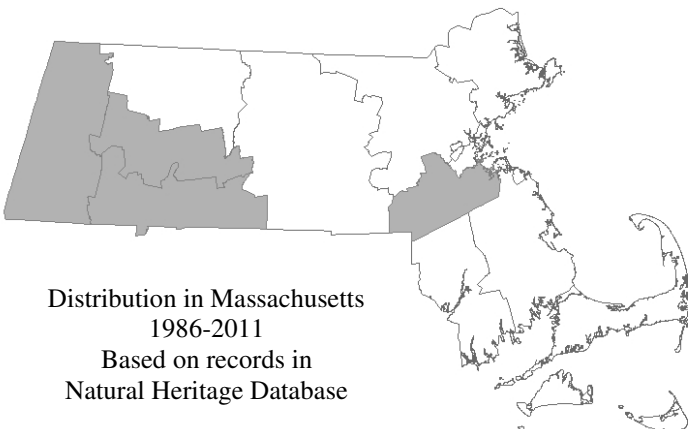 Distribution in Massachusetts
1986-2011
Based on records in
Natural Heritage Database